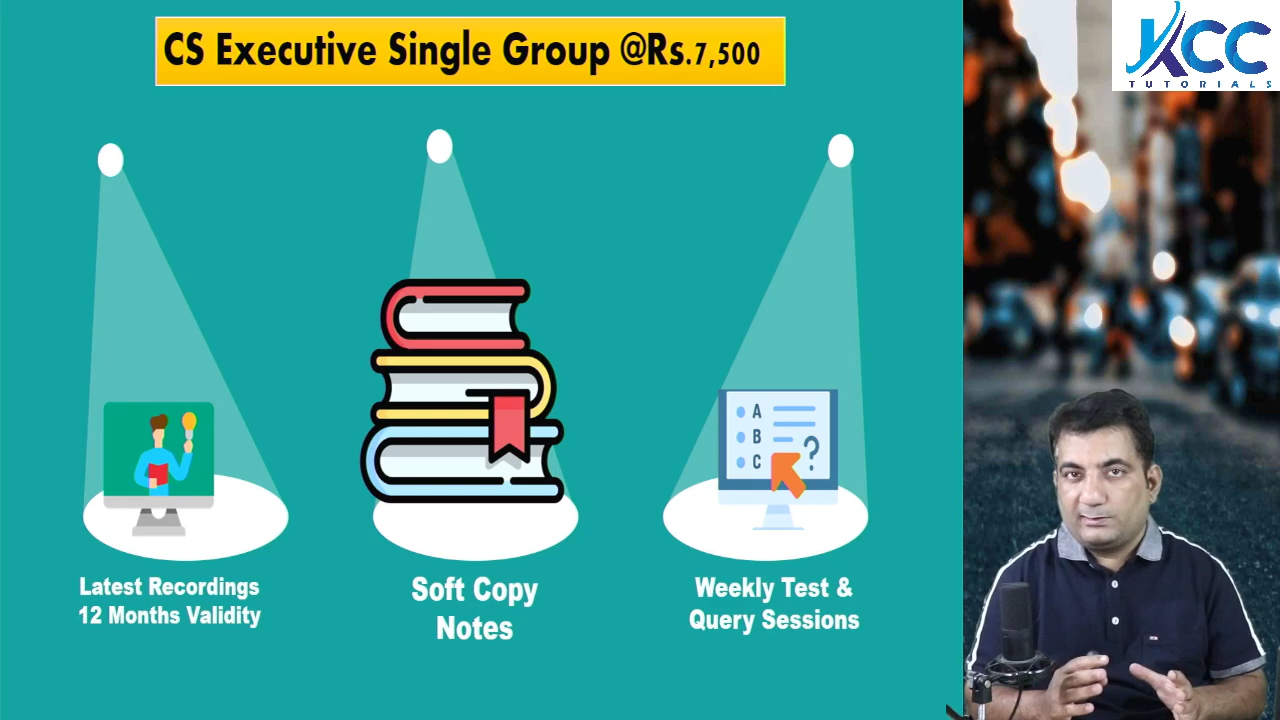 CS Executive Single Group @Rs.7,500
JKCC
TUTORIALS
A
B
?
C
Latest Recordings
12 Months Validity
Soft Copy
Notes
Weekly Test &
Query Sessions